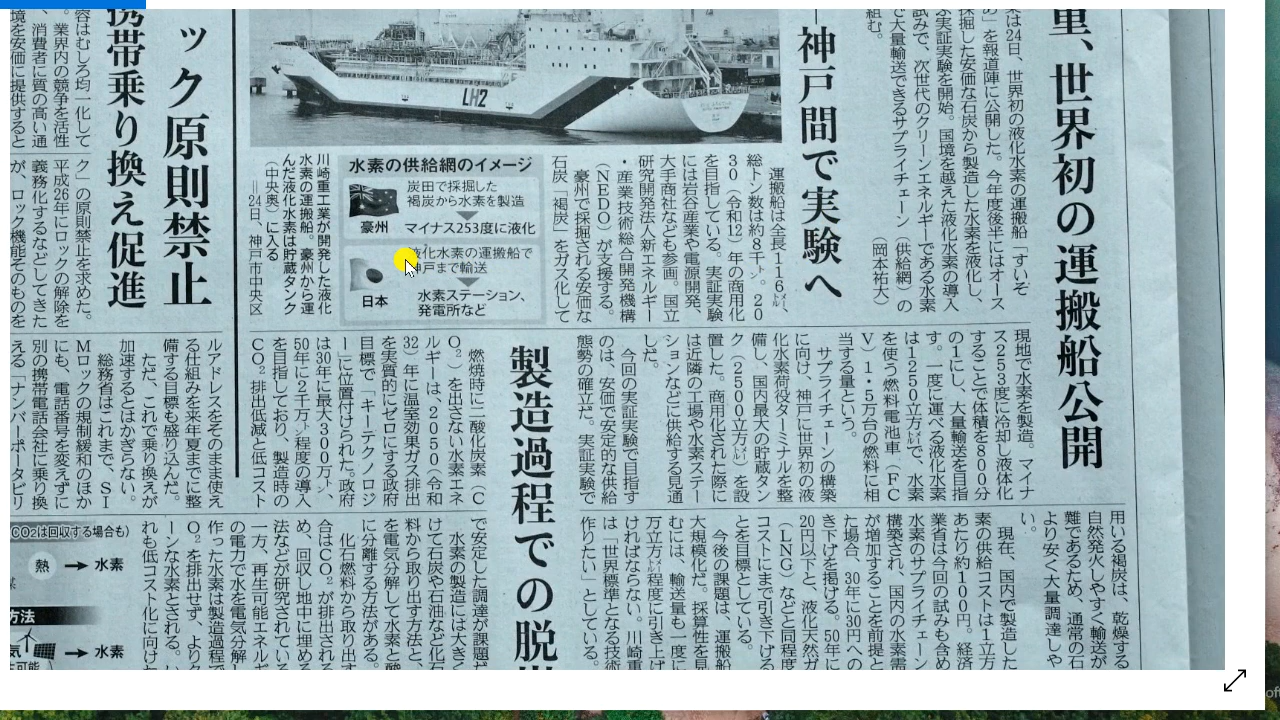 重、世界初の運搬船公開
―神戸間で実験へ
業は24日、世界初の液化水素の運搬船「すいそ
の」を報道陣に公開した。今年度後半にはオース
採掘した安価な石炭から製造した水素を液化し、
ぶ実証実験を開始。国境を越えた液化水素の導入
試みで、次世代のクリーンエネルギーである水素
で大量輸送できるサプライチェーン（供給網）の
組む。
（岡本祐大）
運搬船は全長116㍍、
総トン数は約8千㌧。20
30（令和12）年の商用化
を目指している。実証実験
には岩谷産業や電源開発、
大手商社なども参画。国立
研究開発法人新エネルギー
・産業技術総合開発機構
（NEDO）が支援する。
豪州で採掘される安価な
石炭「褐炭」をガス化して
LH2
水素の供給網のイメージ
豪州
炭田で採掘した
褐炭から水素を製造
マイナス253度に液化
日本
化水素の運搬船で
神戸まで輸送
水素ステーション、
発電所など
川崎重工業が開発した液化
水素の運搬船。豪州から運
んだ液化水素は貯蔵タンク
（中央奥）に入る
＝24日、神戸市中央区
現地で水素を製造。マイナ
ス253度に冷却し液体化
することで体積を800分
の1にし、大量輸送を目指
す。一度に運べる液化水素
は1250立方㍍で、水素
を使う燃料電池車（FC
V）1・5万台の燃料に相
当する量という。
サプライチェーンの構築
に向け、神戸に世界初の液
化水素荷役ターミナルを整
備し、国内最大の貯蔵タン
ク（2500立方㍍）を設
置した。商用化された際に
は近隣の工場や水素ステー
ションなどに供給する見通
しだ。
今回の実証実験で目指す
のは、安価で安定的な供給
態勢の確立だ。実証実験で
用いる褐炭は、乾燥する
自然発火しやすく輸送が
難であるため、通常の石
より安く大量調達しや
い。
現在、国内で製造した
素の供給コストは1立方
あたり約100円。経済
業省は今回の試みも含め
水素のサプライチェーン
構築され、国内の水素需
が増加することを前提と
た場合、30年に30円への
き下げを掲げる。50年に
20円以下と、液化天然ガ
（LNG）などと同程度
コストにまで引き下げる
とを目標としている。
今後の課題は、運搬船
大規模化だ。採算性を見
むには、輸送量も一度に
万立方㍍程度に引き上げ
ければならない。川崎重
は「世界標準となる技術
作りたい」としている。
製造過程での脱
燃焼時に二酸化炭素（C
O₂）を出さない水素エネ
ルギーは、2050（令和
32）年に温室効果ガス排出
を実質的にゼロにする政府
目標で「キーテクノロジ
ー」に位置付けられた。政府
は30年に最大300万㌧、
50年に2千万㌧程度の導入
を目指しており、製造時の
CO₂排出低減と低コスト
で安定した調達が課題だ
水素の製造には大きく
けて石炭や石油など化石
料から取り出す方法と、
を電気分解して水素と酸
に分離する方法がある。
化石燃料から取り出す
合はCO₂が排出される
め、回収し地中に埋める
法などが研究されている
一方、再生可能エネルギ
の電力で水を電気分解し
作った水素は製造過程で
O₂を排出せず、よりク
ーンな水素とされる。い
れも低コスト化に向けた
ック原則禁止
携帯乗り換え促進
容はむしろ均一化して
。業界内の競争を活性
、消費者に質の高い通
境を安価に提供すると
ク」の原則禁止を求めた。
平成26年にロックの解除を
義務化するなどしてきた
が、ロック機能そのものを
ルアドレスをそのまま使え
る仕組みを来年夏までに整
備する目標も盛り込んだ。
ただ、これで乗り換えが
加速するとはかぎらない。
総務省はこれまで、SI
Mロックの規制緩和のほか
にも、電話番号を変えずに
別の携帯電話会社に乗り換
える「ナンバーポータビリ
CO₂は回収する場合も）
熱 → 水素
方法
気 → 水素